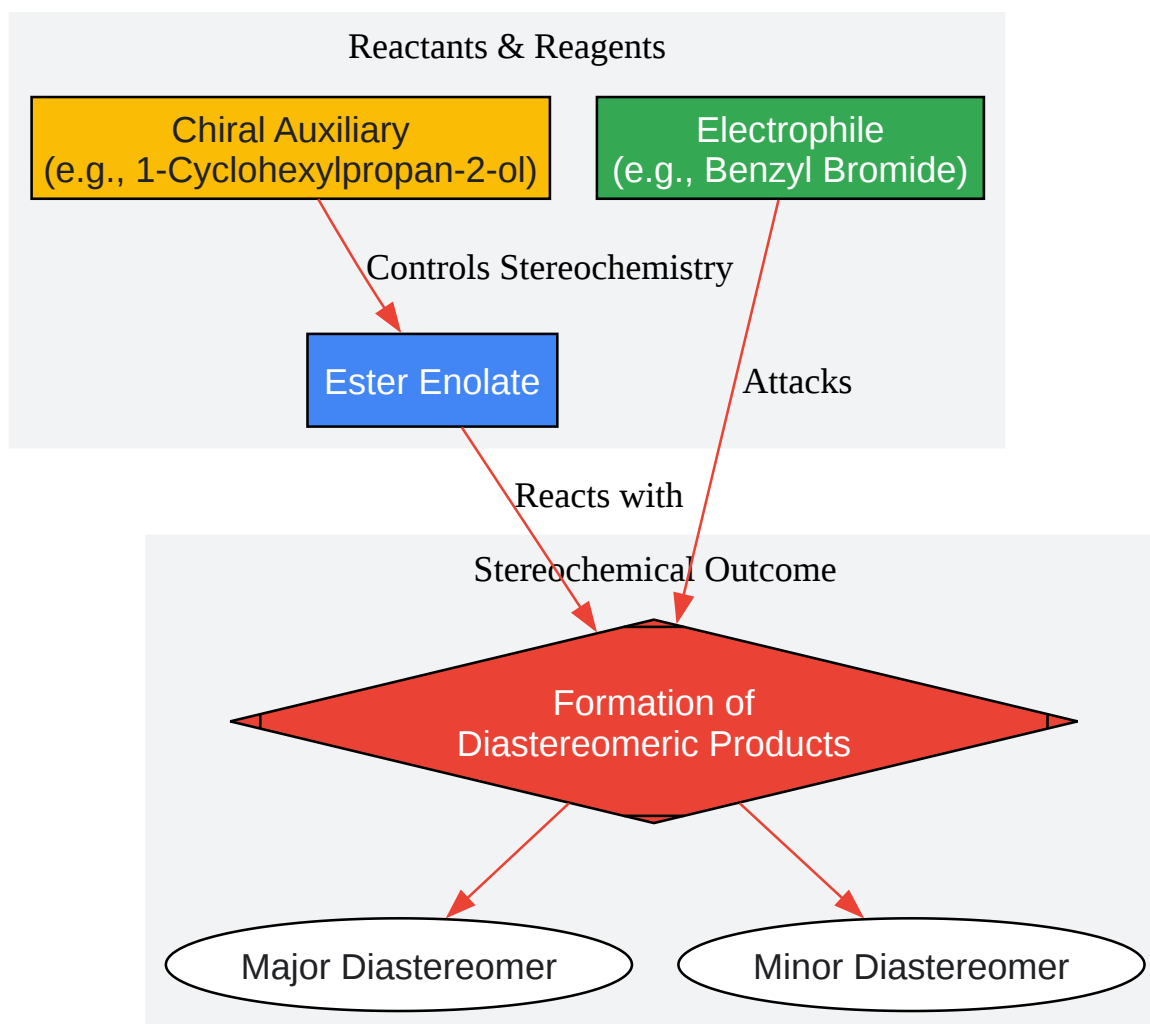 Reactants & Reagents
Chiral Auxiliary
(e.g., 1-Cyclohexylpropan-2-ol)
Electrophile
(e.g., Benzyl Bromide)
Controls Stereochemistry
Ester Enolate
Attacks
Reacts with
Stereochemical Outcome
Formation of
Diastereomeric Products
Major Diastereomer
Minor Diastereomer